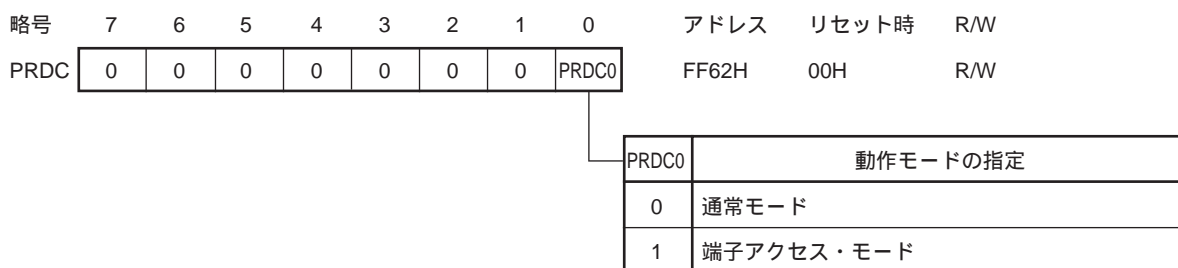 略号 7 6 5 4 3 2 1 0 アドレス リセット時 R/W
PRDC 0 0 0 0 0 0 0 PRDC0 FF62H 00H R/W
PRDC0 動作モードの指定
0 通常モード
1 端子アクセス・モード